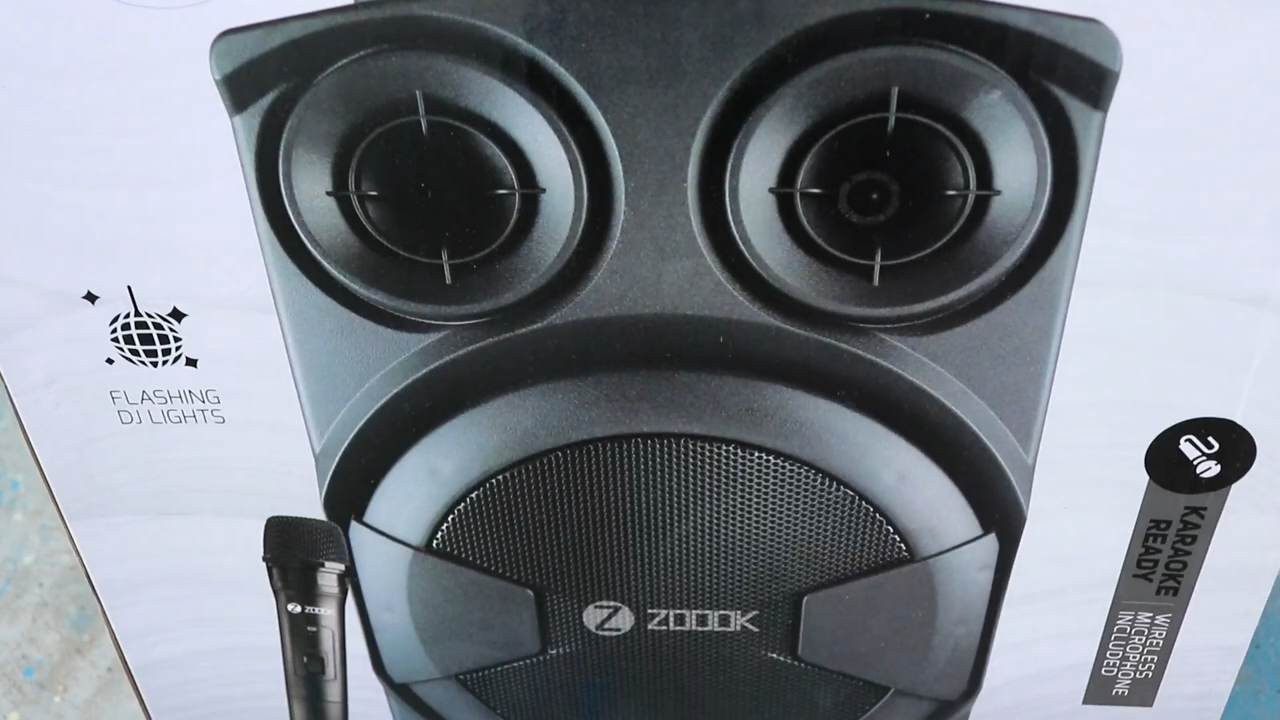 FLASHING
DJ LIGHTS
ZOOOK
Z ZOOOK
KARAOKE
READY
WIRELESS
MICROPHONE
INCLUDED